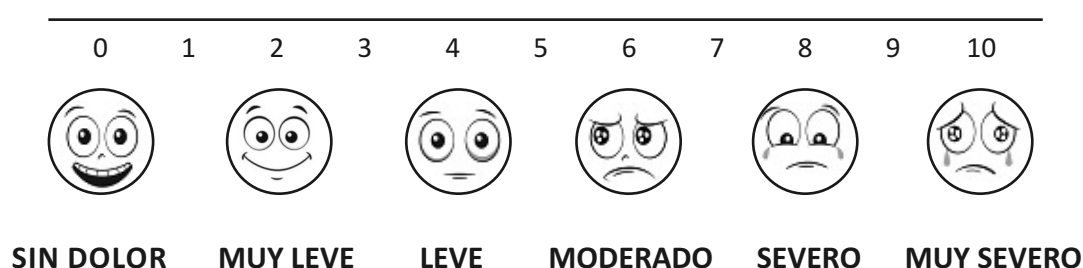 0 1 2 3 4 5 6 7 8 9 10
SIN DOLOR MUY LEVE LEVE MODERADO SEVERO MUY SEVERO